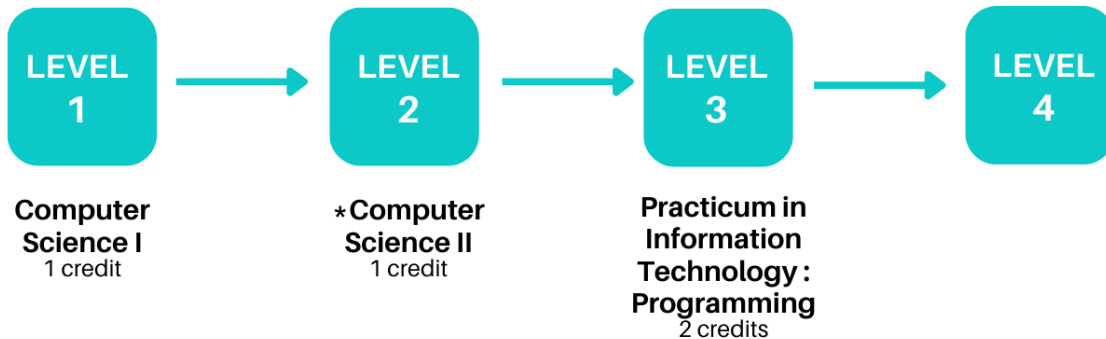 LEVEL
1
LEVEL
2
LEVEL
3
LEVEL
4
Computer
Science I
1 credit
*Computer
Science II
1 credit
Practicum in
Information
Technology :
Programming
2 credits